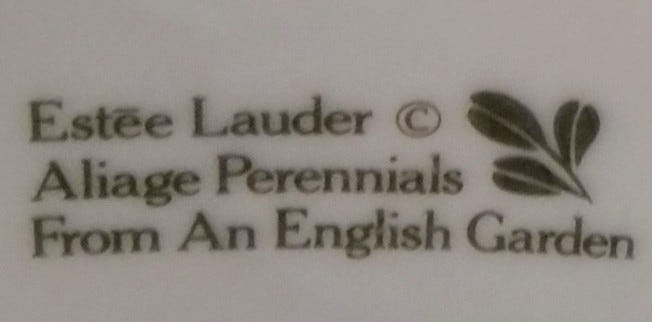 Estēe Lauder ©
Aliage Perennials
From An English Garden